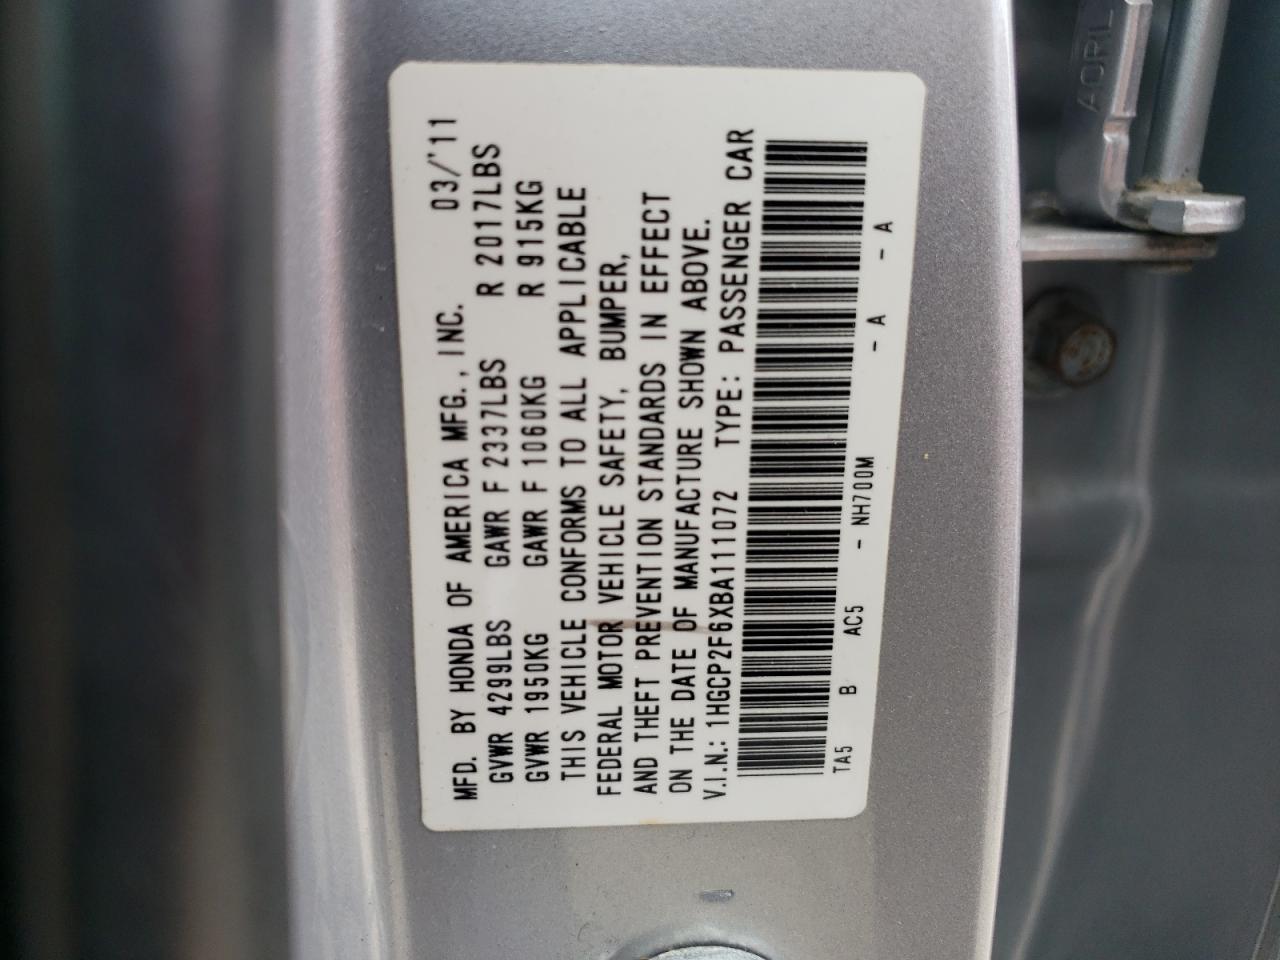 MFD. BY HONDA OF AMERICA MFG., INC. 03/'11
GVWR 4299LBS GAWR F 2337LBS R 2017LBS
GVWR 1950KG GAWR F 1060KG R 915KG
THIS VEHICLE CONFORMS TO ALL APPLICABLE
FEDERAL MOTOR VEHICLE SAFETY, BUMPER,
AND THEFT PREVENTION STANDARDS IN EFFECT
ON THE DATE OF MANUFACTURE SHOWN ABOVE.
V.I.N.: 1HGCP2F6XBA111072 TYPE: PASSENGER CAR
TA5 B AC5 - NH700M - A - A
AORL